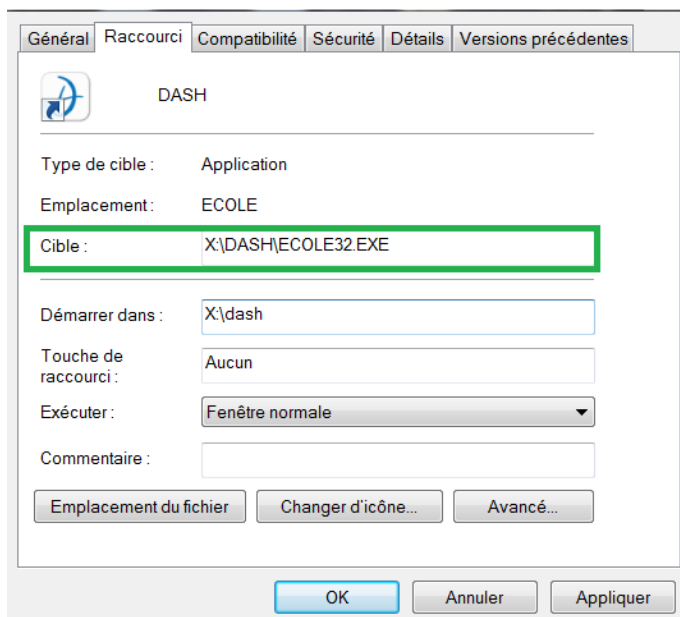 Général Raccourci Compatibilité Sécurité Détails Versions précédentes
DASH
Type de cible : Application
Emplacement : ECOLE
Cible : X:\DASH\ECOLE32.EXE
Démarrer dans : X:\dash
Touche de
raccourci : Aucun
Exécuter : Fenêtre normale
Commentaire :
Emplacement du fichier Changer d'icône... Avancé...
OK Annuler Appliquer